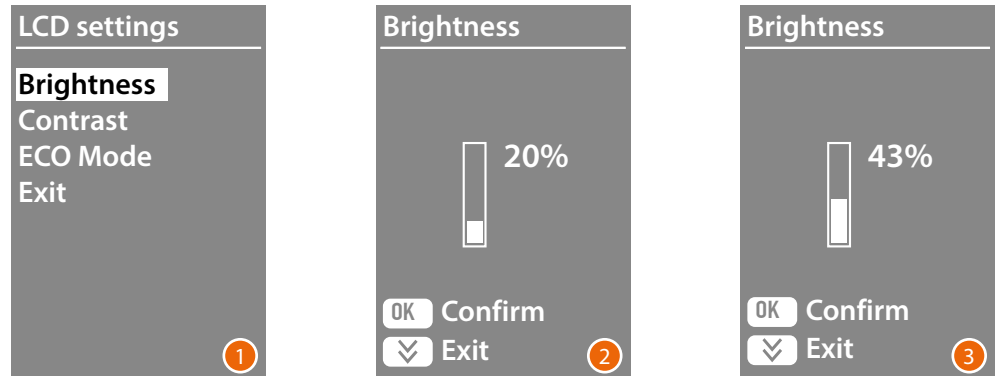 LCD settings
Brightness
Contrast
ECO Mode
Exit
1
Brightness
20%
OK Confirm
Exit
2
Brightness
43%
OK Confirm
Exit
3